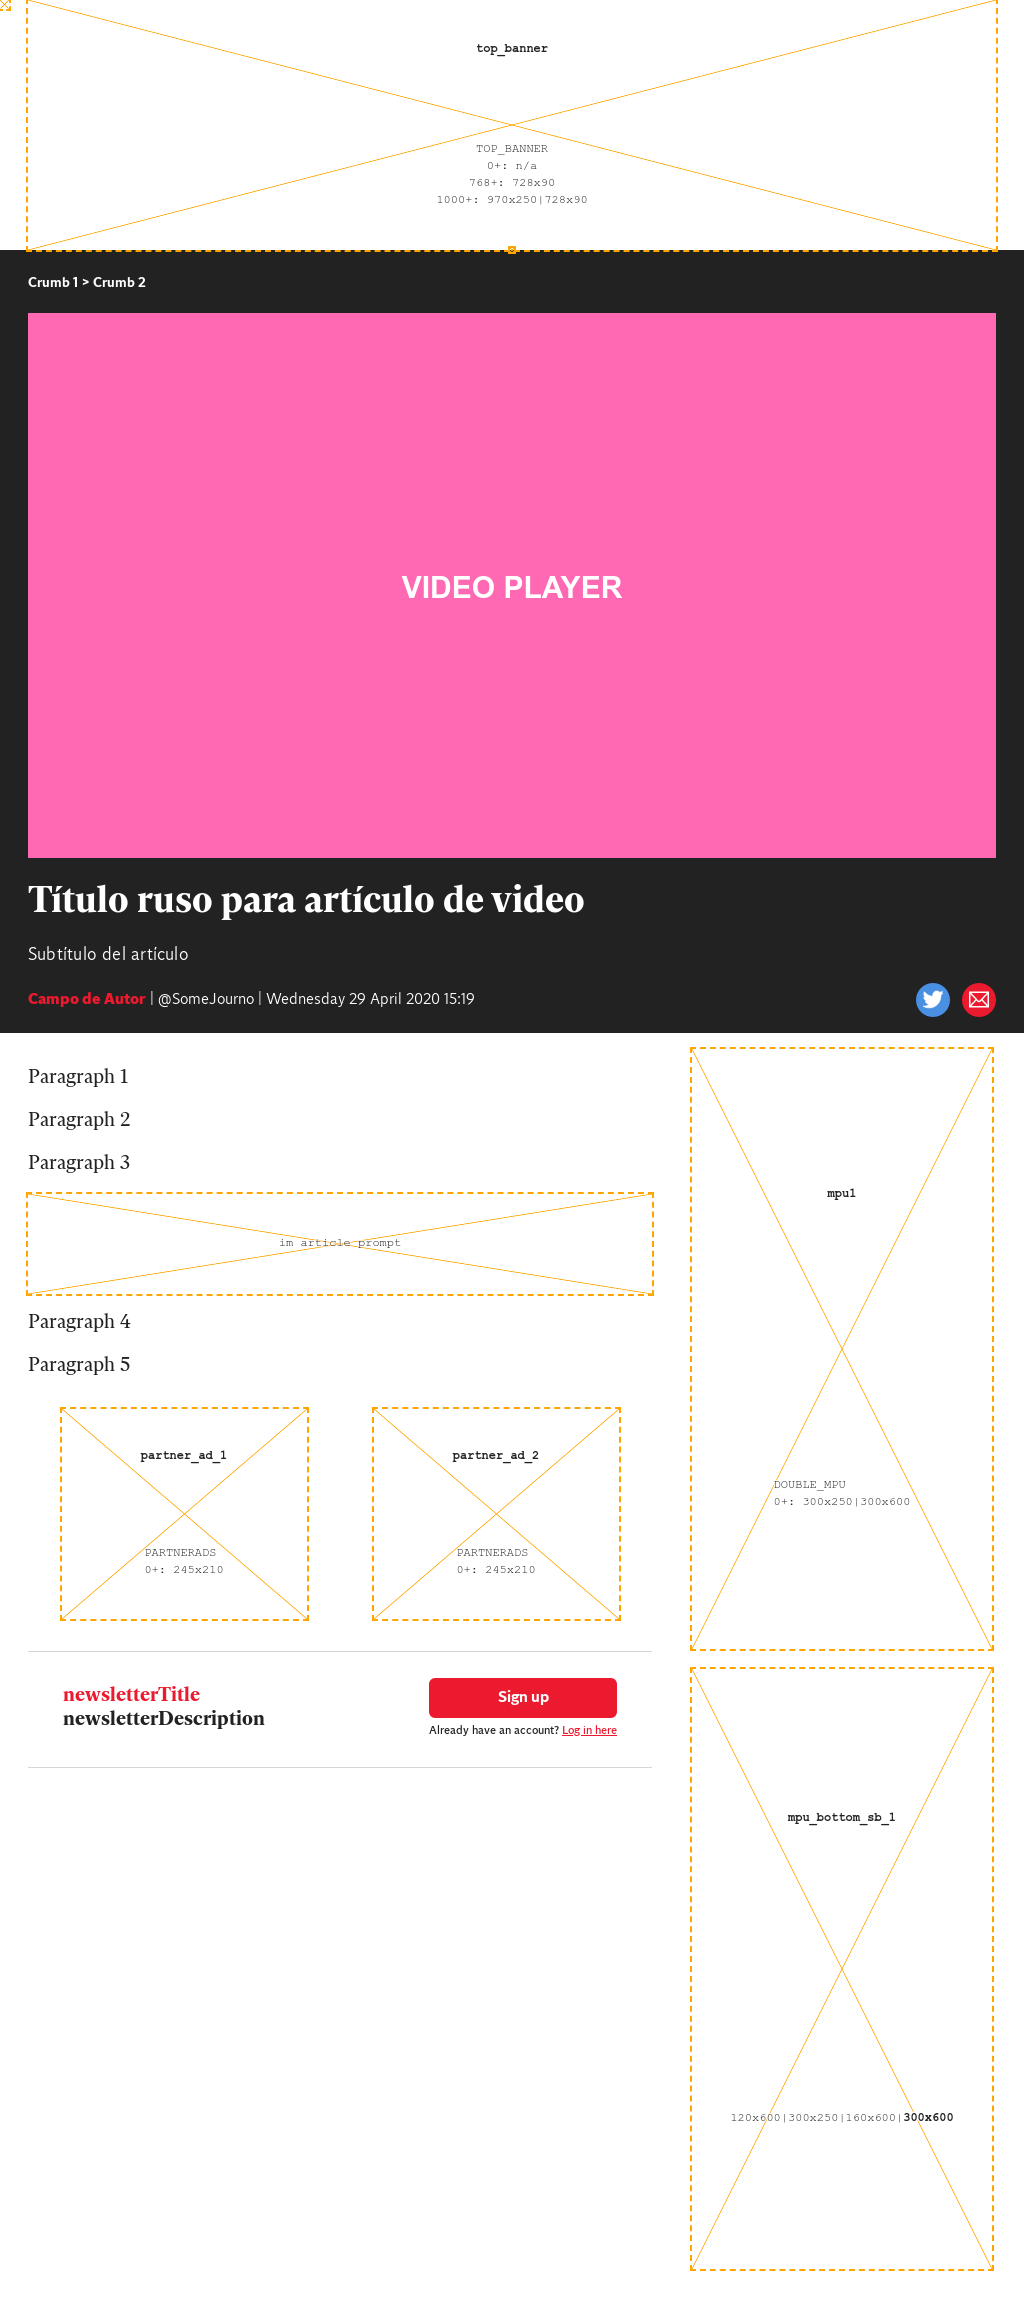 top_banner
TOP_BANNER
0+: n/a
768+: 728x90
1000+: 970x250|728x90
Crumb 1 > Crumb 2
VIDEO PLAYER
Título ruso para artículo de video
Subtítulo del artículo
Campo de Autor | @SomeJourno | Wednesday 29 April 2020 15:19
Paragraph 1
Paragraph 2
Paragraph 3
im_article_prompt
Paragraph 4
Paragraph 5
partner_ad_1
PARTNERADS
0+: 245x210
partner_ad_2
PARTNERADS
0+: 245x210
newsletterTitle
newsletterDescription
Sign up
Already have an account? Log in here
mpu1
DOUBLE_MPU
0+: 300x250|300x600
mpu_bottom_sb_1
120x600|300x250|160x600|300x600